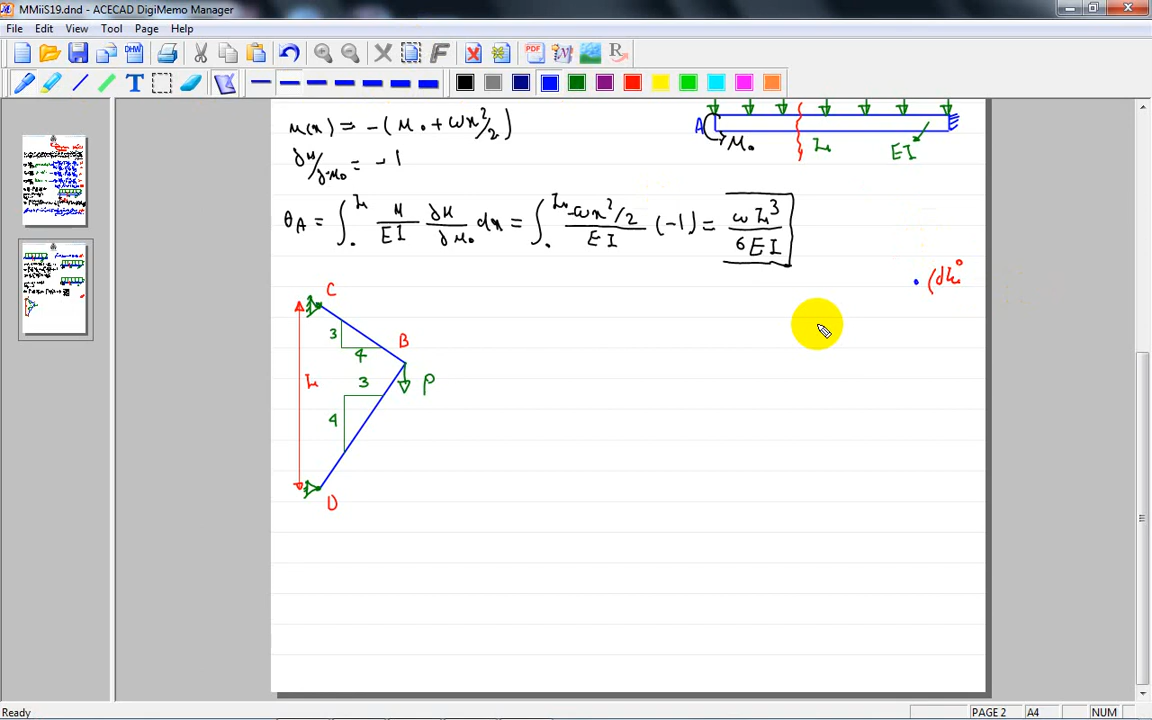 MMiiS19.dnd - ACECAD DigiMemo Manager
File Edit View Tool Page Help
M(x) = -(M₀ + ωx²/2)
∂M/∂M₀ = -1
A M₀ L EI
θA = ∫₀ᴸ M/EI ∂M/∂M₀ dx = ∫₀ᴸ -ωx²/2 / EI (-1) = ωL³/6EI
C
3
4
B
L
3
P
4
D
Ready PAGE 2 A4 NUM